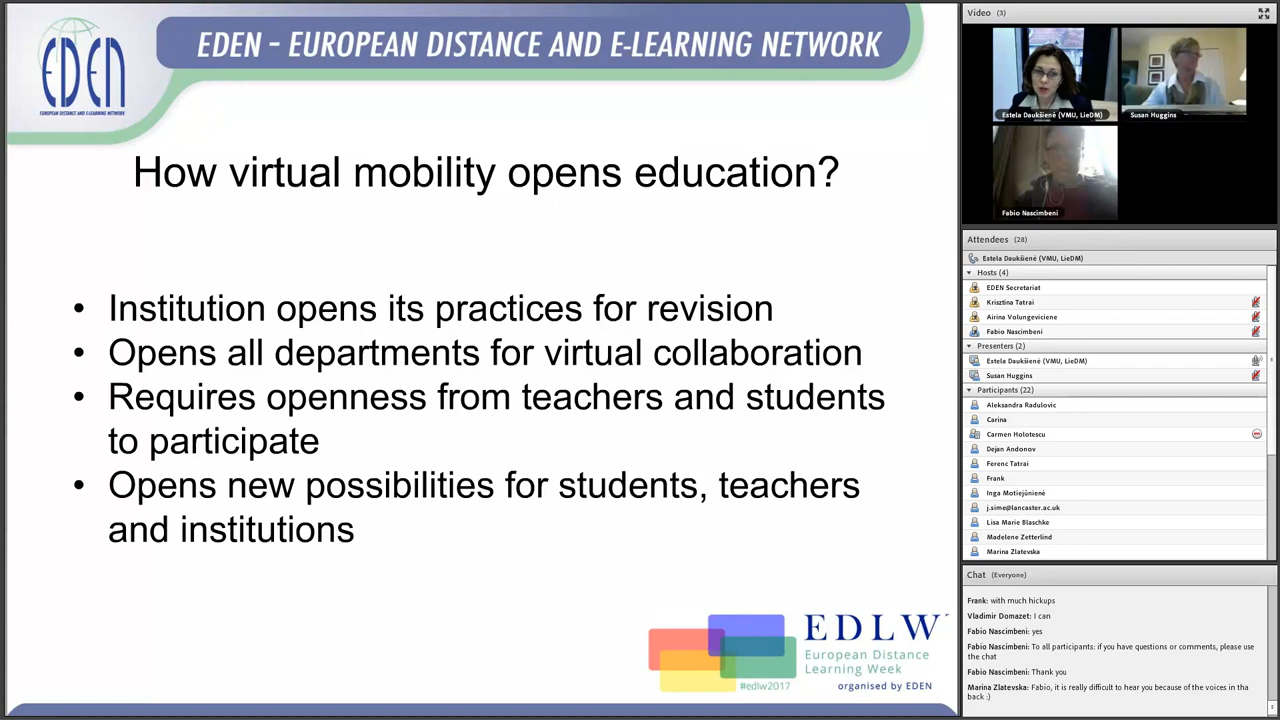 EDEN
EUROPEAN DISTANCE AND E-LEARNING NETWORK
EDEN – EUROPEAN DISTANCE AND E-LEARNING NETWORK
How virtual mobility opens education?
• Institution opens its practices for revision
• Opens all departments for virtual collaboration
• Requires openness from teachers and students
to participate
• Opens new possibilities for students, teachers
and institutions
EDLW
European Distance
Learning Week
#edlw2017
organised by EDEN
Video (3)
Estela Daukšienė (VMU, LieDM)
Susan Huggins
Fabio Nascimbeni
Attendees (28)
Estela Daukšienė (VMU, LieDM)
Hosts (4)
EDEN Secretariat
Krisztina Tatrai
Airina Volungeviciene
Fabio Nascimbeni
Presenters (2)
Estela Daukšienė (VMU, LieDM)
Susan Huggins
Participants (22)
Aleksandra Radulovic
Carina
Carmen Holotescu
Dejan Andonov
Ferenc Tatrai
Frank
Inga Motiejūnienė
j.sime@lancaster.ac.uk
Lisa Marie Blaschke
Madelene Zetterlind
Marina Zlatevska
Chat (Everyone)
Frank: with much hickups
Vladimir Domazet: I can
Fabio Nascimbeni: yes
Fabio Nascimbeni: To all participants: if you have questions or comments, please use
the chat
Fabio Nascimbeni: Thank you
Marina Zlatevska: Fabio, it is really difficult to hear you because of the voices in tha
back :)